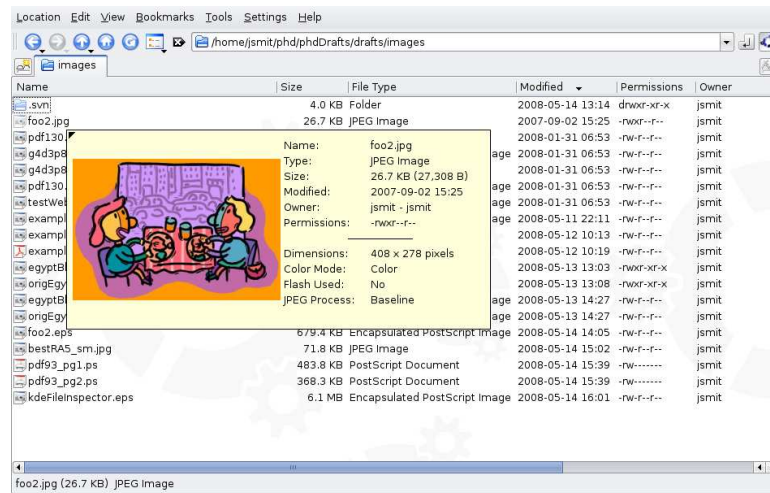 Location Edit View Bookmarks Tools Settings Help
/home/jsmit/phd/phdDrafts/drafts/images
images
Name Size File Type Modified Permissions Owner
.svn 4.0 KB Folder 2008-05-14 13:14 drwxr-xr-x jsmit
foo2.jpg 26.7 KB JPEG Image 2007-09-02 15:25 -rwxr--r-- jsmit
pdf130. 2008-01-31 06:53 -rw-r--r-- jsmit
g4d3p8 age 2008-01-31 06:53 -rw-r--r-- jsmit
g4d3p8 2008-01-31 06:53 -rw-r--r-- jsmit
pdf130. age 2008-01-31 06:53 -rw-r--r-- jsmit
testWeb age 2008-01-31 06:53 -rw-r--r-- jsmit
exampl age 2008-05-11 22:11 -rw-r--r-- jsmit
exampl 2008-05-12 10:13 -rw-r--r-- jsmit
exampl 2008-05-12 10:19 -rw-r--r-- jsmit
egyptBl 2008-05-13 13:03 -rwxr-xr-x jsmit
origEgy 2008-05-13 13:08 -rwxr-xr-x jsmit
egyptBl age 2008-05-13 14:27 -rw-r--r-- jsmit
origEgy age 2008-05-13 14:27 -rw-r--r-- jsmit
foo2.eps 679.4 KB Encapsulated PostScript Image 2008-05-14 14:05 -rw-r--r-- jsmit
bestRA5_sm.jpg 71.8 KB JPEG Image 2008-05-14 15:02 -rw-r--r-- jsmit
pdf93_pg1.ps 483.8 KB PostScript Document 2008-05-14 15:39 -rw------- jsmit
pdf93_pg2.ps 368.3 KB PostScript Document 2008-05-14 15:39 -rw------- jsmit
kdeFileInspector.eps 6.1 MB Encapsulated PostScript Image 2008-05-14 16:01 -rw-r--r-- jsmit
Name: foo2.jpg
Type: JPEG Image
Size: 26.7 KB (27,308 B)
Modified: 2007-09-02 15:25
Owner: jsmit - jsmit
Permissions: -rwxr--r--
Dimensions: 408 x 278 pixels
Color Mode: Color
Flash Used: No
JPEG Process: Baseline
foo2.jpg (26.7 KB) JPEG Image